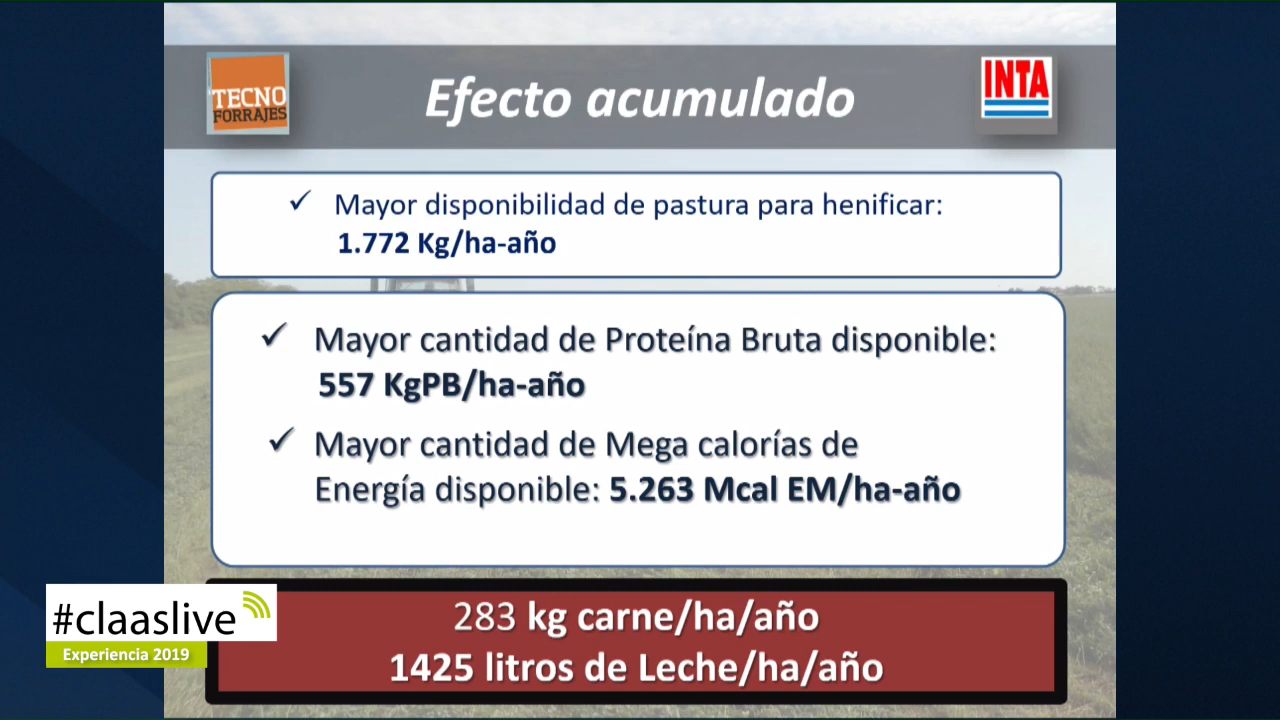 TECNO
FORRAJES
Efecto acumulado
INTA
✓ Mayor disponibilidad de pastura para henificar:
1.772 Kg/ha-año
✓ Mayor cantidad de Proteína Bruta disponible:
557 KgPB/ha-año
✓ Mayor cantidad de Mega calorías de
Energía disponible: 5.263 Mcal EM/ha-año
283 kg carne/ha/año
1425 litros de Leche/ha/año
#claaslive
Experiencia 2019